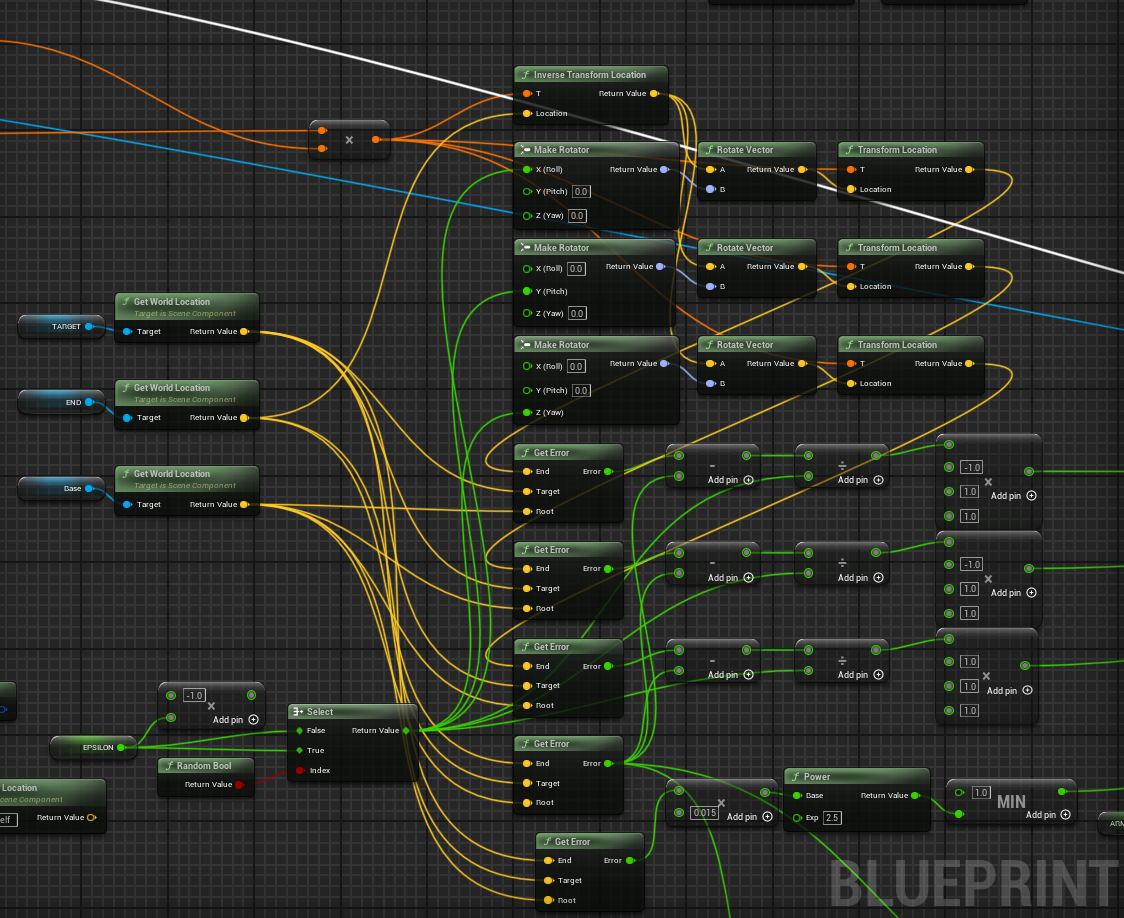 Inverse Transform Location
T Return Value
Location
×
Make Rotator
X (Roll) Return Value
Y (Pitch) 0.0
Z (Yaw) 0.0
Rotate Vector
A Return Value
B
Transform Location
T Return Value
Location
Make Rotator
X (Roll) 0.0 Return Value
Y (Pitch)
Z (Yaw) 0.0
Rotate Vector
A Return Value
B
Transform Location
T Return Value
Location
Make Rotator
X (Roll) 0.0 Return Value
Y (Pitch) 0.0
Z (Yaw)
Rotate Vector
A Return Value
B
Transform Location
T Return Value
Location
TARGET
Get World Location
Target is Scene Component
Target Return Value
END
Get World Location
Target is Scene Component
Target Return Value
Base
Get World Location
Target is Scene Component
Target Return Value
Get Error
End Error
Target
Root
-
Add pin
÷
Add pin
-1.0
×
1.0 Add pin
1.0
Get Error
End Error
Target
Root
-
Add pin
÷
Add pin
-1.0
×
1.0 Add pin
1.0
Get Error
End Error
Target
Root
-
Add pin
÷
Add pin
1.0
×
1.0 Add pin
1.0
-1.0
×
Add pin
EPSILON
Random Bool
Return Value
Select
False Return Value
True
Index
Location
cene Component
elf Return Value
Get Error
End Error
Target
Root
×
0.015
Add pin
Power
Base Return Value
Exp 2.5
1.0
MIN
Add pin
ARM
Get Error
End Error
Target
Root
BLUEPRINT